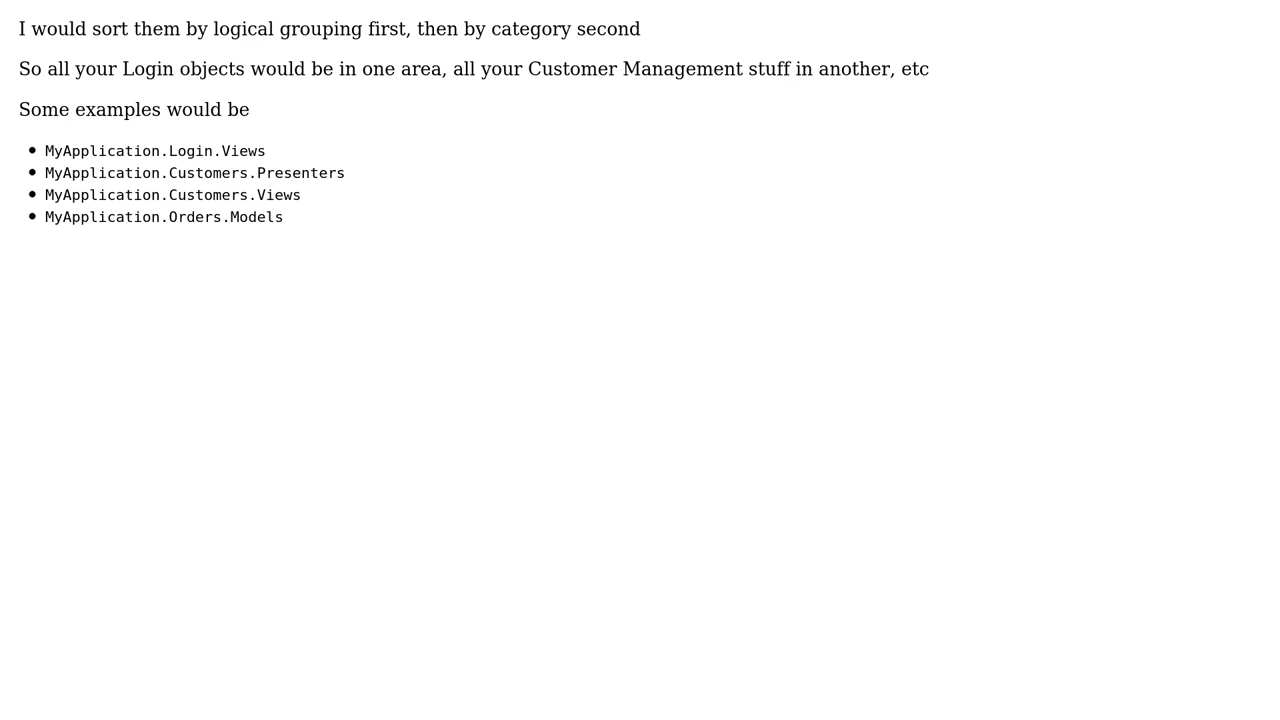 I would sort them by logical grouping first, then by category second
So all your Login objects would be in one area, all your Customer Management stuff in another, etc
Some examples would be
MyApplication.Login.Views
MyApplication.Customers.Presenters
MyApplication.Customers.Views
MyApplication.Orders.Models